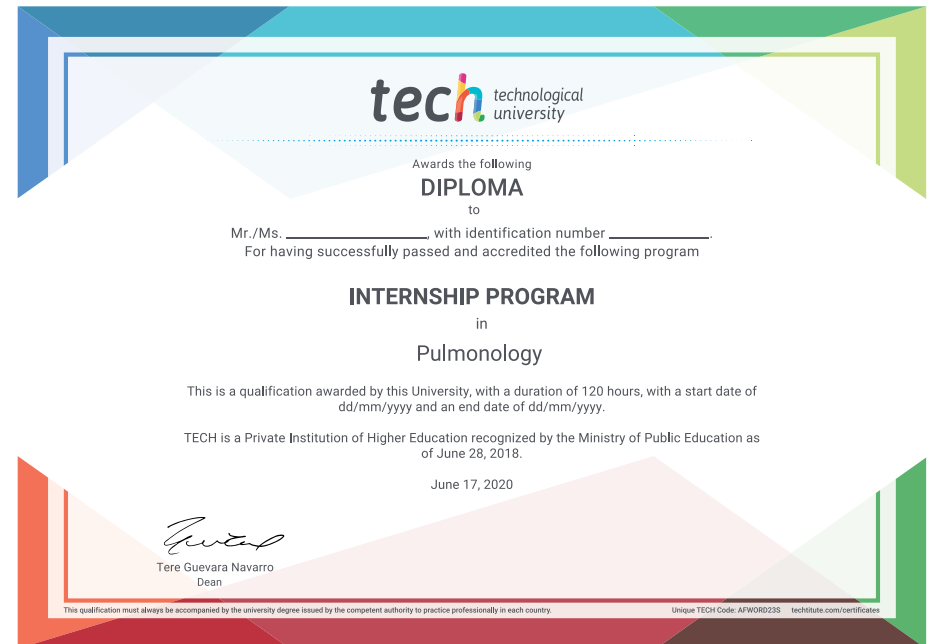 tech technological
university
Awards the following
DIPLOMA
to
Mr./Ms. ____________________, with identification number ______________.
For having successfully passed and accredited the following program
INTERNSHIP PROGRAM
in
Pulmonology
This is a qualification awarded by this University, with a duration of 120 hours, with a start date of
dd/mm/yyyy and an end date of dd/mm/yyyy.
TECH is a Private Institution of Higher Education recognized by the Ministry of Public Education as
of June 28, 2018.
June 17, 2020
Tere Guevara Navarro
Dean
This qualification must always be accompanied by the university degree issued by the competent authority to practice professionally in each country. Unique TECH Code: AFWORD23S techtitute.com/certificates